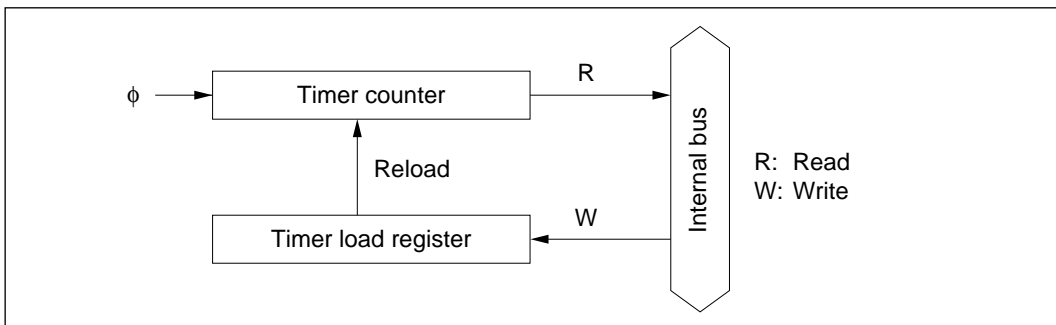 R
ϕ
Timer counter
Internal bus
Reload
R: Read
W: Write
W
Timer load register